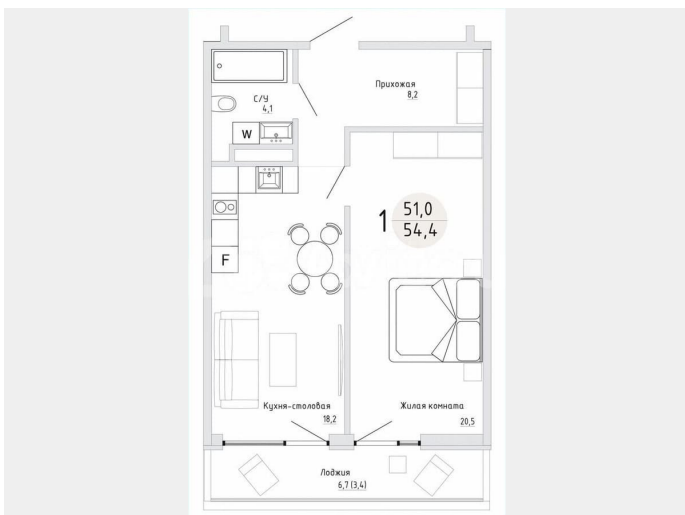 Прихожая
8,2
С/У
4,1
W
1
51,0
54,4
F
Кухня-столовая
18,2
Жилая комната
20,5
Лоджия
6,7 (3,4)